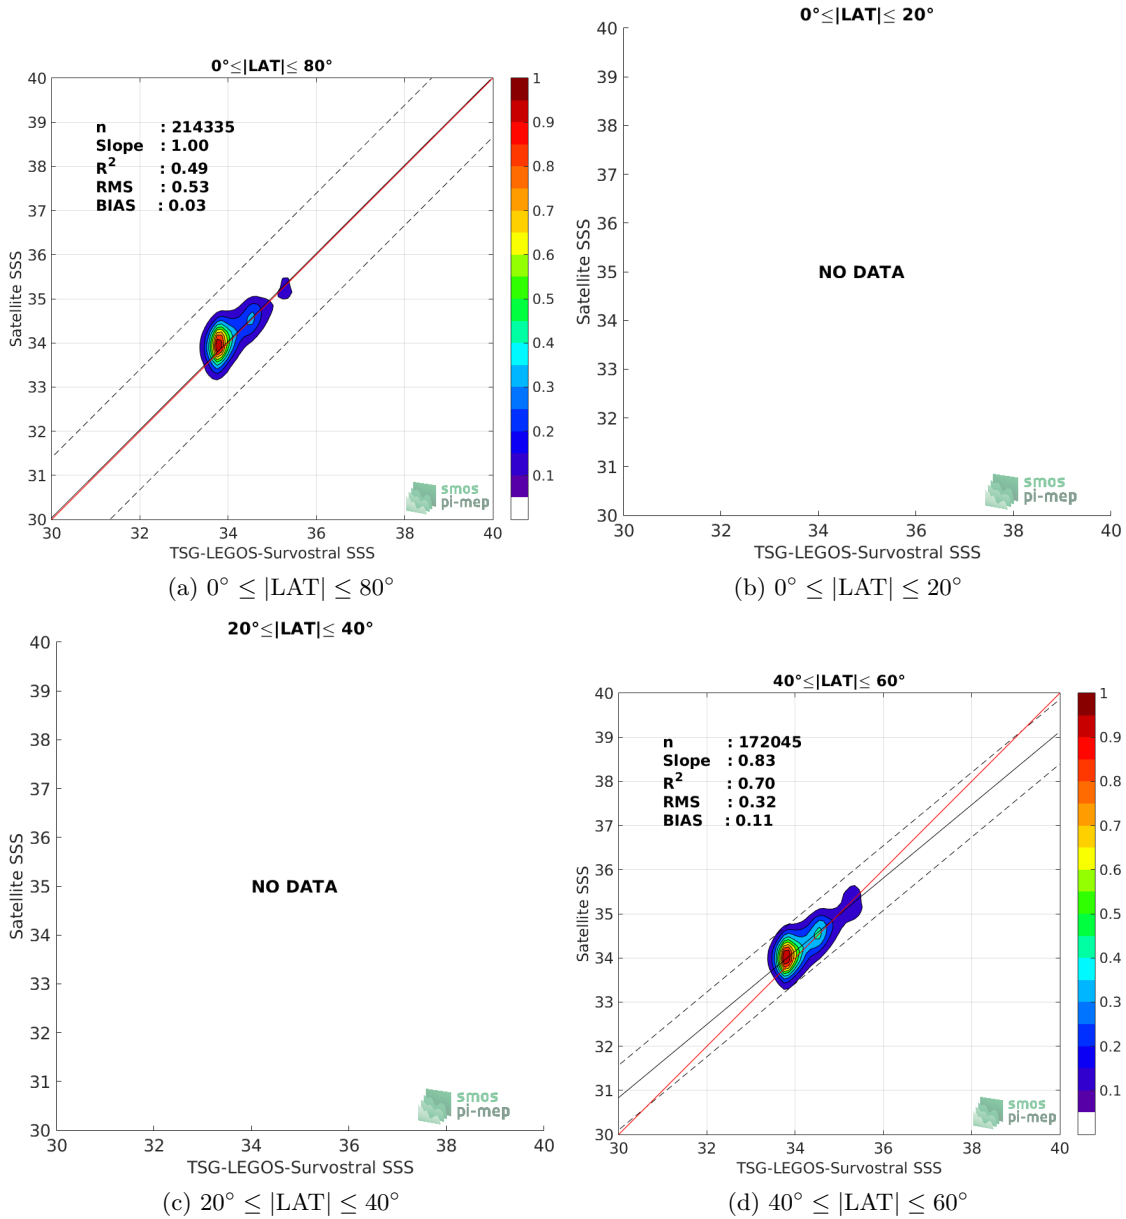 0°≤|LAT|≤ 80°
40
39
38
37
36
35
34
33
32
31
30
Satellite SSS
n : 214335
Slope : 1.00
R2 : 0.49
RMS : 0.53
BIAS : 0.03
smos
pi-mep
30 32 34 36 38 40
TSG-LEGOS-Survostral SSS
1
0.9
0.8
0.7
0.6
0.5
0.4
0.3
0.2
0.1
(a) 0° ≤ |LAT| ≤ 80°
0°≤|LAT|≤ 20°
40
39
38
37
36
35
34
33
32
31
30
Satellite SSS
NO DATA
smos
pi-mep
30 32 34 36 38 40
TSG-LEGOS-Survostral SSS
(b) 0° ≤ |LAT| ≤ 20°
20°≤|LAT|≤ 40°
40
39
38
37
36
35
34
33
32
31
30
Satellite SSS
NO DATA
smos
pi-mep
30 32 34 36 38 40
TSG-LEGOS-Survostral SSS
(c) 20° ≤ |LAT| ≤ 40°
40°≤|LAT|≤ 60°
40
39
38
37
36
35
34
33
32
31
30
Satellite SSS
n : 172045
Slope : 0.83
R2 : 0.70
RMS : 0.32
BIAS : 0.11
smos
pi-mep
30 32 34 36 38 40
TSG-LEGOS-Survostral SSS
1
0.9
0.8
0.7
0.6
0.5
0.4
0.3
0.2
0.1
(d) 40° ≤ |LAT| ≤ 60°